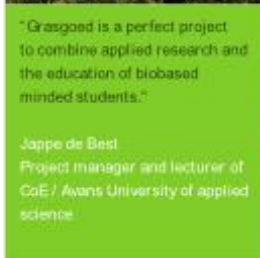 "Grasgoed is a perfect project
to combine applied research and
the education of biobased
minded students."
Jappe de Best
Project manager and lecturer of
CoE / Avans University of applied
science